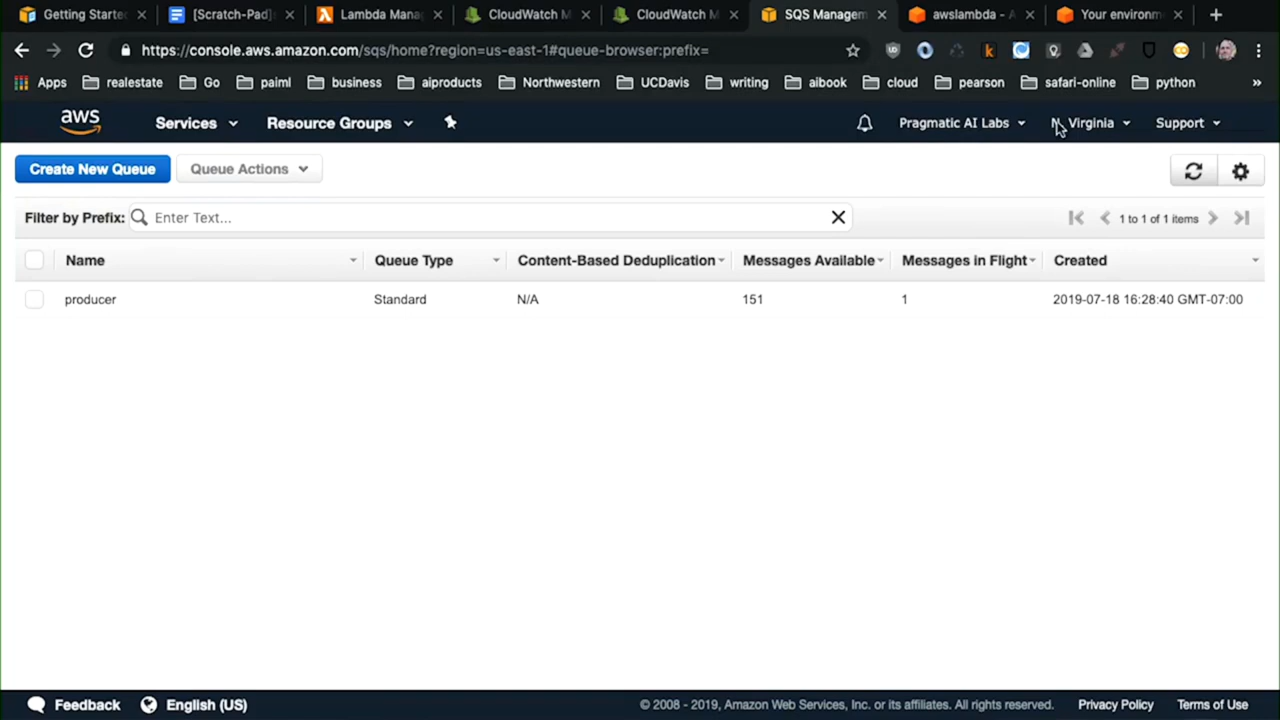 Getting Starte
[Scratch-Pad]
Lambda Mana
CloudWatch M
CloudWatch M
SQS Managem
awslambda - A
Your environm
https://console.aws.amazon.com/sqs/home?region=us-east-1#queue-browser:prefix=
Apps realestate Go paiml business aiproducts Northwestern UCDavis writing aibook cloud pearson safari-online python »
aws Services Resource Groups Pragmatic AI Labs N. Virginia Support
Create New Queue Queue Actions
Filter by Prefix: Enter Text... 1 to 1 of 1 items
Name Queue Type Content-Based Deduplication Messages Available Messages in Flight Created
producer Standard N/A 151 1 2019-07-18 16:28:40 GMT-07:00
Feedback English (US) © 2008 - 2019, Amazon Web Services, Inc. or its affiliates. All rights reserved. Privacy Policy Terms of Use